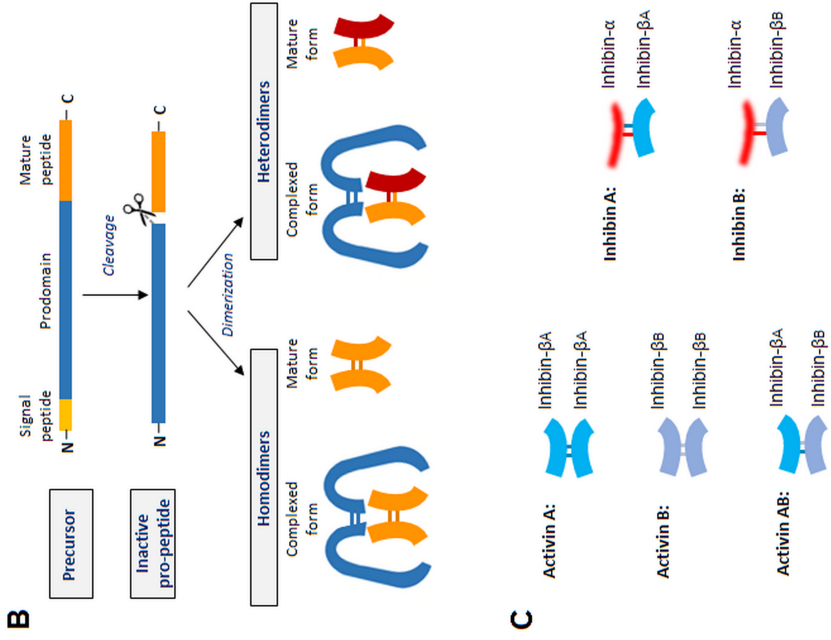 B
Signal
peptide
Prodomain
Mature
peptide
Precursor
N
C
Cleavage
Inactive
pro-peptide
N
C
Dimerization
Homodimers
Heterodimers
Complexed
form
Mature
form
Complexed
form
Mature
form
C
Activin A:
Inhibin-βA
Inhibin-βA
Inhibin A:
Inhibin-α
Inhibin-βA
Activin B:
Inhibin-βB
Inhibin-βB
Inhibin B:
Inhibin-α
Inhibin-βB
Activin AB:
Inhibin-βA
Inhibin-βB